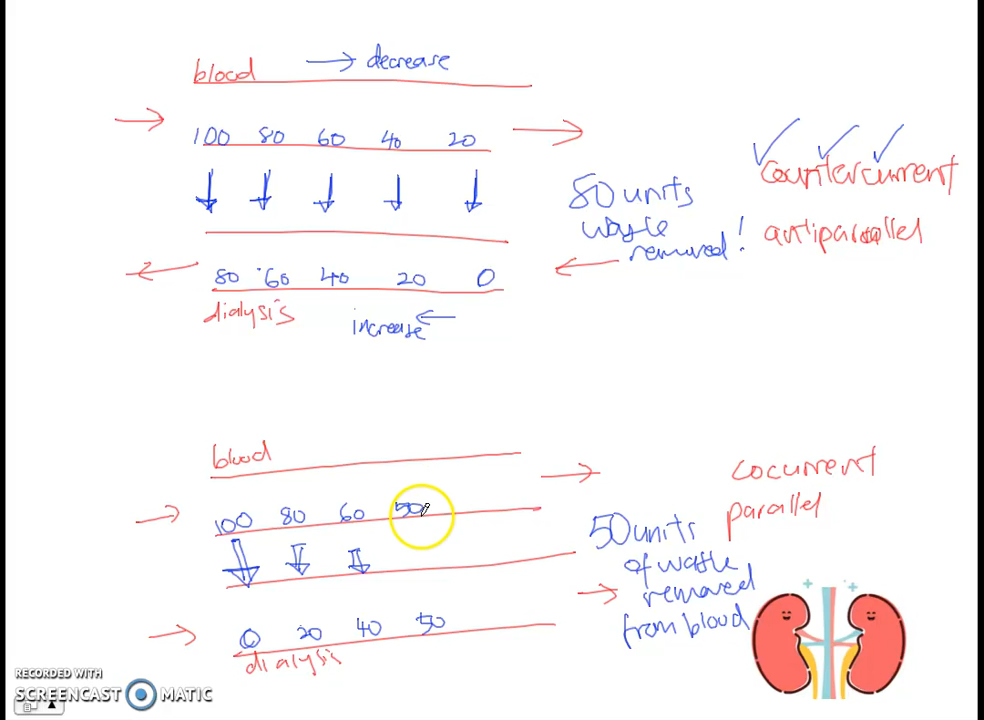 blood → decrease
100 80 60 40 20
80 units
waste
removed!
countercurrent
antiparallel
80 60 40 20 0
dialysis
increase ←
blood
100 80 60 50
50 units
of waste
removed
from blood
cocurrent
parallel
0 20 40 50
dialysis
RECORDED WITH
SCREENCAST MATIC